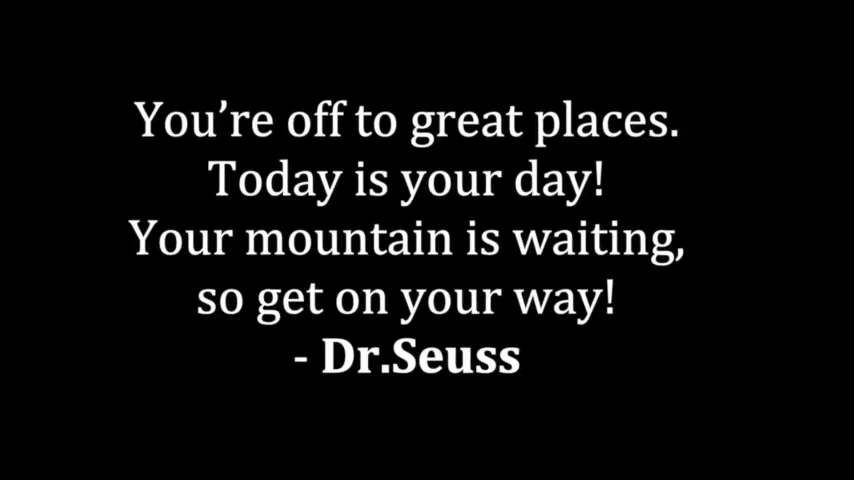 You’re off to great places.
Today is your day!
Your mountain is waiting,
so get on your way!
- Dr.Seuss